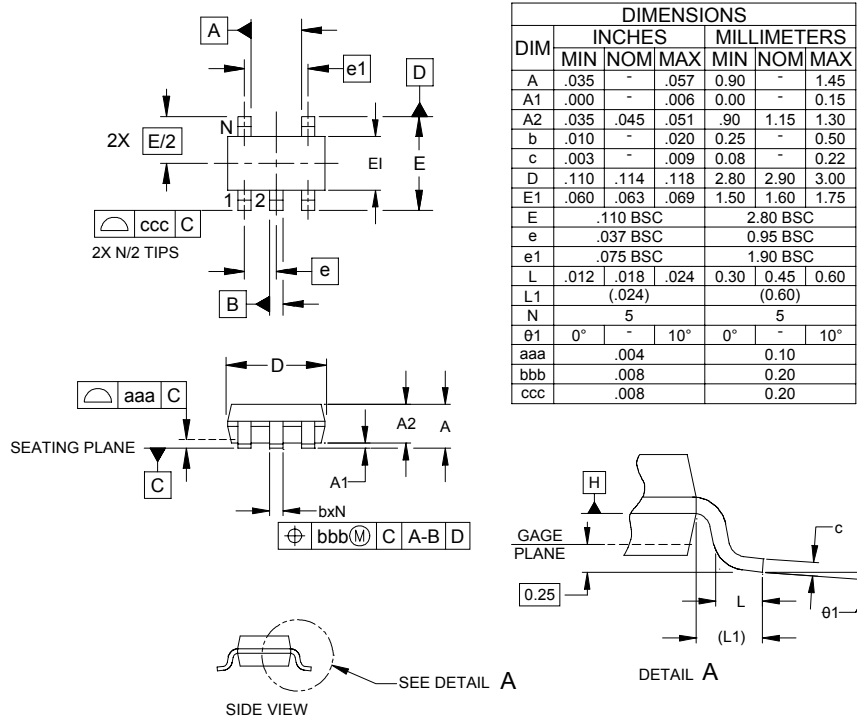 A
e1
D
N
2X E/2
E1
E
1 2
⌓ ccc C
2X N/2 TIPS
e
B
D
⌓ aaa C
A2 A
SEATING PLANE
C
A1
bxN
⌖ bbbⓂ C A-B D
SIDE VIEW
SEE DETAIL A
DIMENSIONS
DIM INCHES MILLIMETERS
MIN NOM MAX MIN NOM MAX
A .035 - .057 0.90 - 1.45
A1 .000 - .006 0.00 - 0.15
A2 .035 .045 .051 .90 1.15 1.30
b .010 - .020 0.25 - 0.50
c .003 - .009 0.08 - 0.22
D .110 .114 .118 2.80 2.90 3.00
E1 .060 .063 .069 1.50 1.60 1.75
E .110 BSC 2.80 BSC
e .037 BSC 0.95 BSC
e1 .075 BSC 1.90 BSC
L .012 .018 .024 0.30 0.45 0.60
L1 (.024) (0.60)
N 5 5
θ1 0° - 10° 0° - 10°
aaa .004 0.10
bbb .008 0.20
ccc .008 0.20
H
GAGE
PLANE
c
0.25
L
θ1
(L1)
DETAIL A